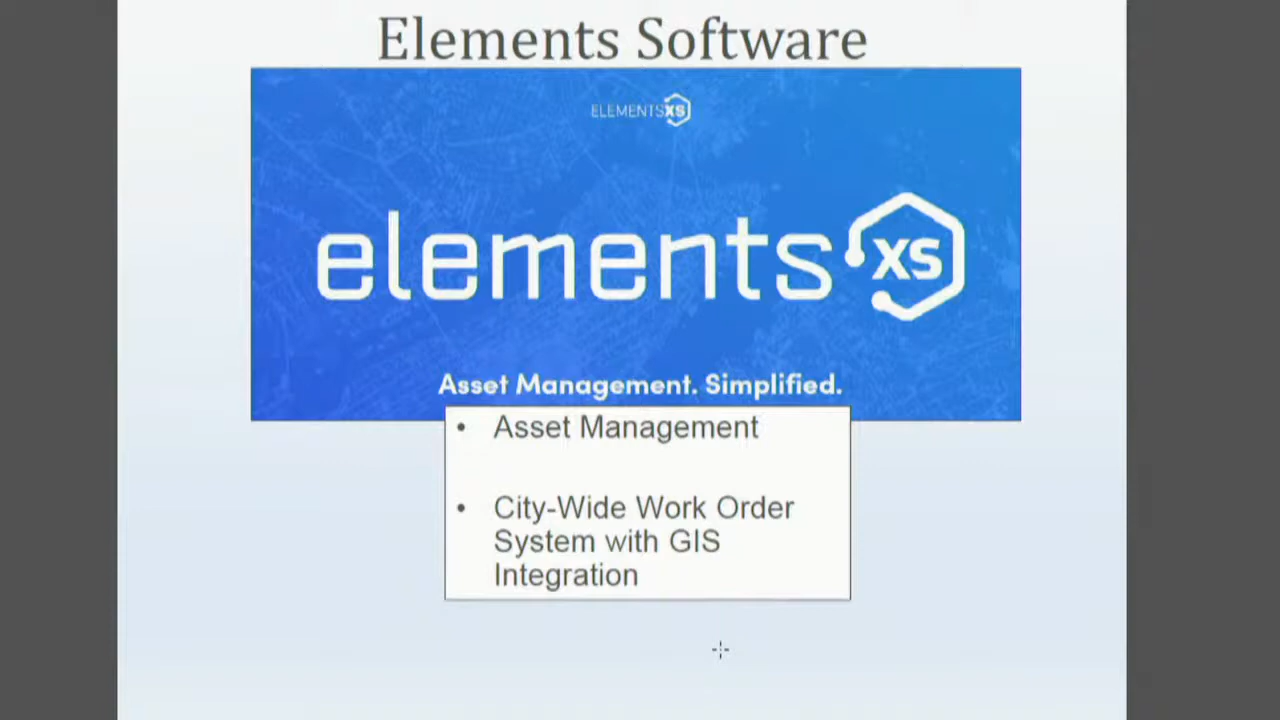 Elements Software
ELEMENTSXS
elements XS
Asset Management. Simplified.
• Asset Management
• City-Wide Work Order
System with GIS
Integration